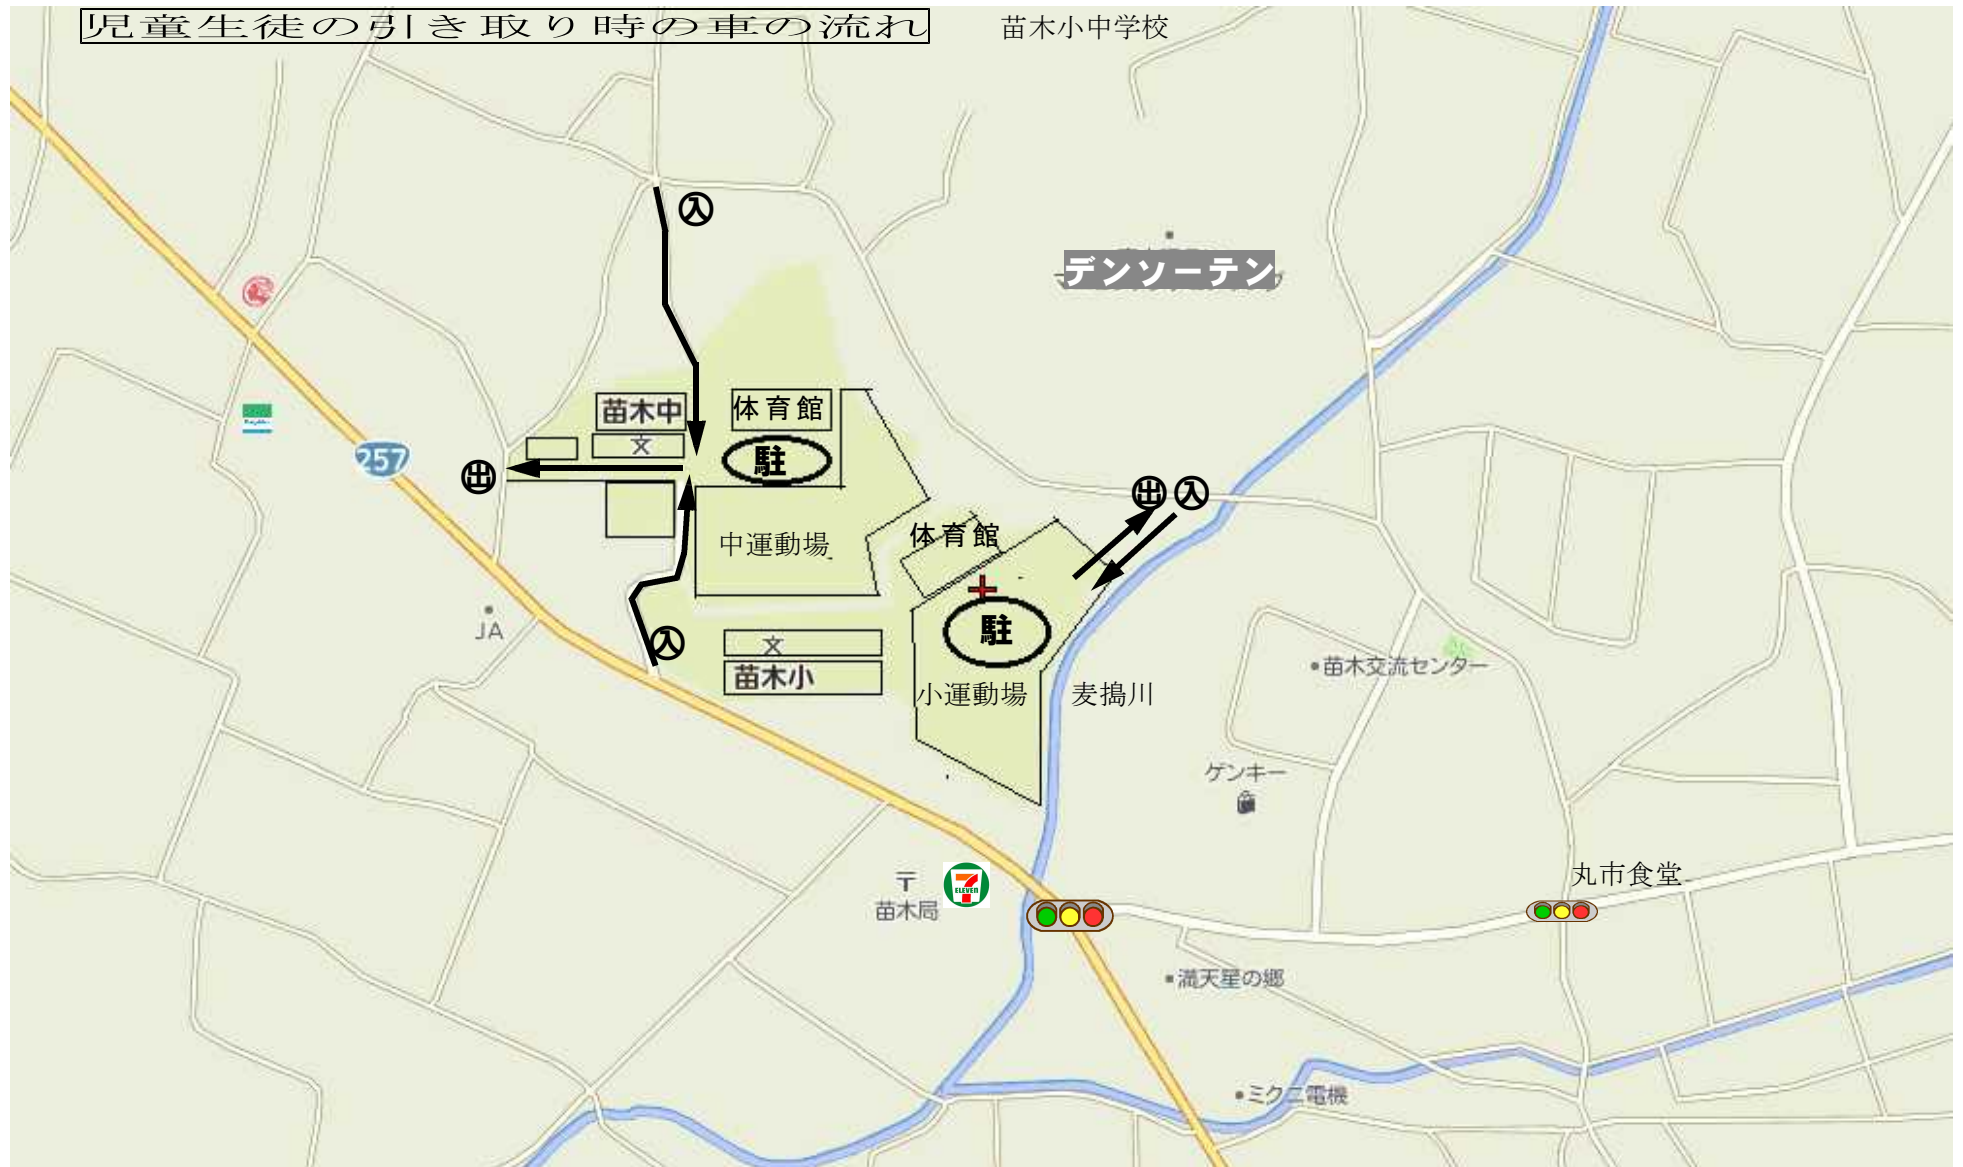 児童生徒の引き取り時の車の流れ
苗木小中学校
入
デンソーテン
苗木中
体育館
文
駐
257
出
出 入
中運動場
体育館
JA
入
駐
文
苗木小
小運動場
麦搗川
苗木交流センター
ゲンキー
〒
苗木局
7
ELEVEN
丸市食堂
満天星の郷
ミクニ電機